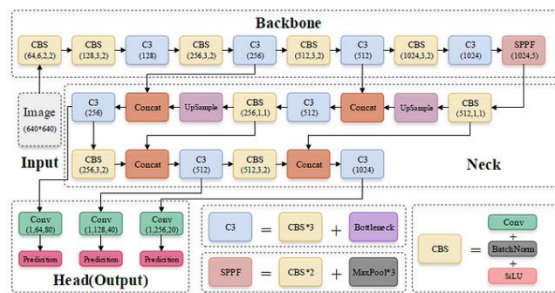 Backbone
CBS
(64,6,2,2)
CBS
(128,3,2)
C3
(128)
CBS
(256,3,2)
C3
(256)
CBS
(512,3,2)
C3
(512)
CBS
(1024,3,2)
C3
(1024)
SPPF
(1024,5)
Image
(640*640)
Input
C3
(256)
Concat
UpSample
CBS
(256,1,1)
C3
(512)
Concat
UpSample
CBS
(512,1,1)
CBS
(256,3,2)
Concat
C3
(512)
CBS
(512,3,2)
Concat
C3
(1024)
Neck
Conv
(1,64,80)
Conv
(1,128,40)
Conv
(1,256,20)
Prediction
Prediction
Prediction
Head(Output)
C3 = CBS*3 + Bottleneck
SPPF = CBS*2 + MaxPool*3
CBS = Conv
+
BatchNorm
+
SiLU